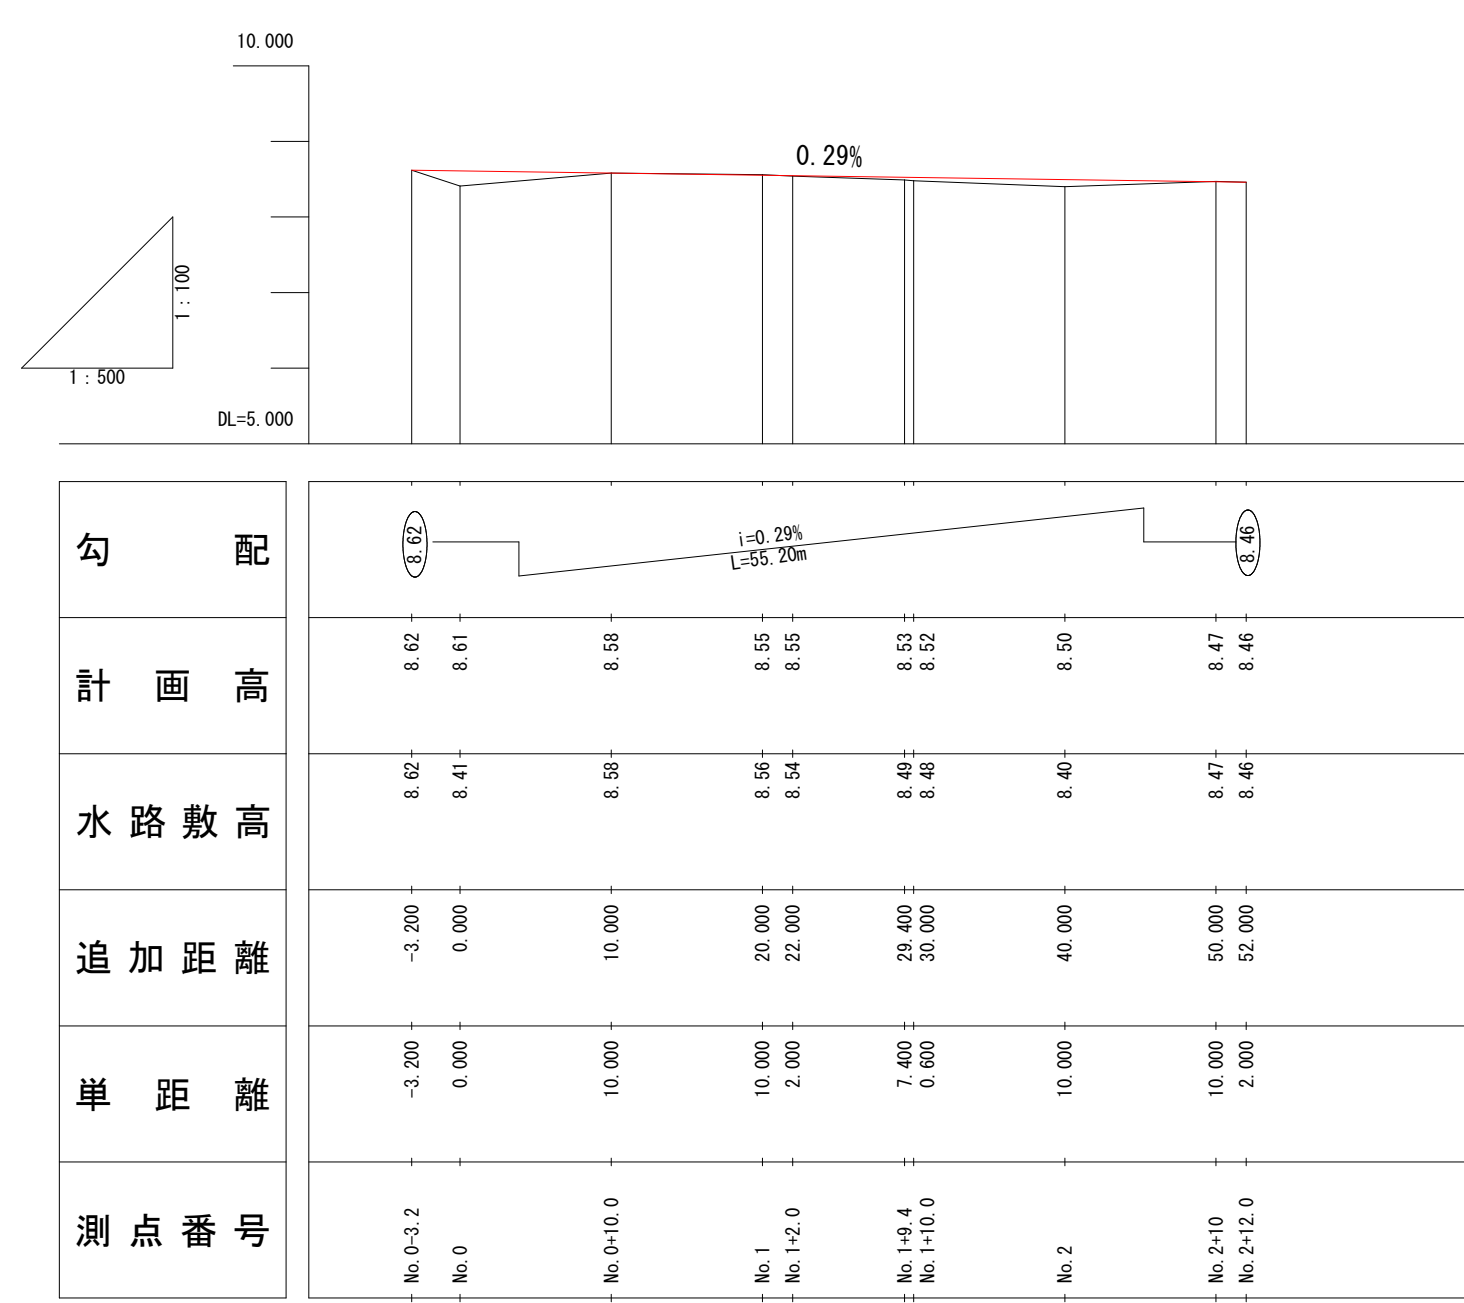 10.000
0.29%
1:100
1:500
DL=5.000
勾配
8.62
i=0.29%
L=55.20m
8.46
計画高
8.62 8.61 8.58 8.55 8.55 8.53 8.52 8.50 8.47 8.46
水路敷高
8.62 8.41 8.58 8.56 8.54 8.49 8.48 8.40 8.47 8.46
追加距離
-3.200 0.000 10.000 20.000 22.000 29.400 30.000 40.000 50.000 52.000
単距離
-3.200 0.000 10.000 10.000 2.000 7.400 0.600 10.000 10.000 2.000
測点番号
No.0-3.2 No.0 No.0+10.0 No.1 No.1+2.0 No.1+9.4 No.1+10.0 No.2 No.2+10 No.2+12.0